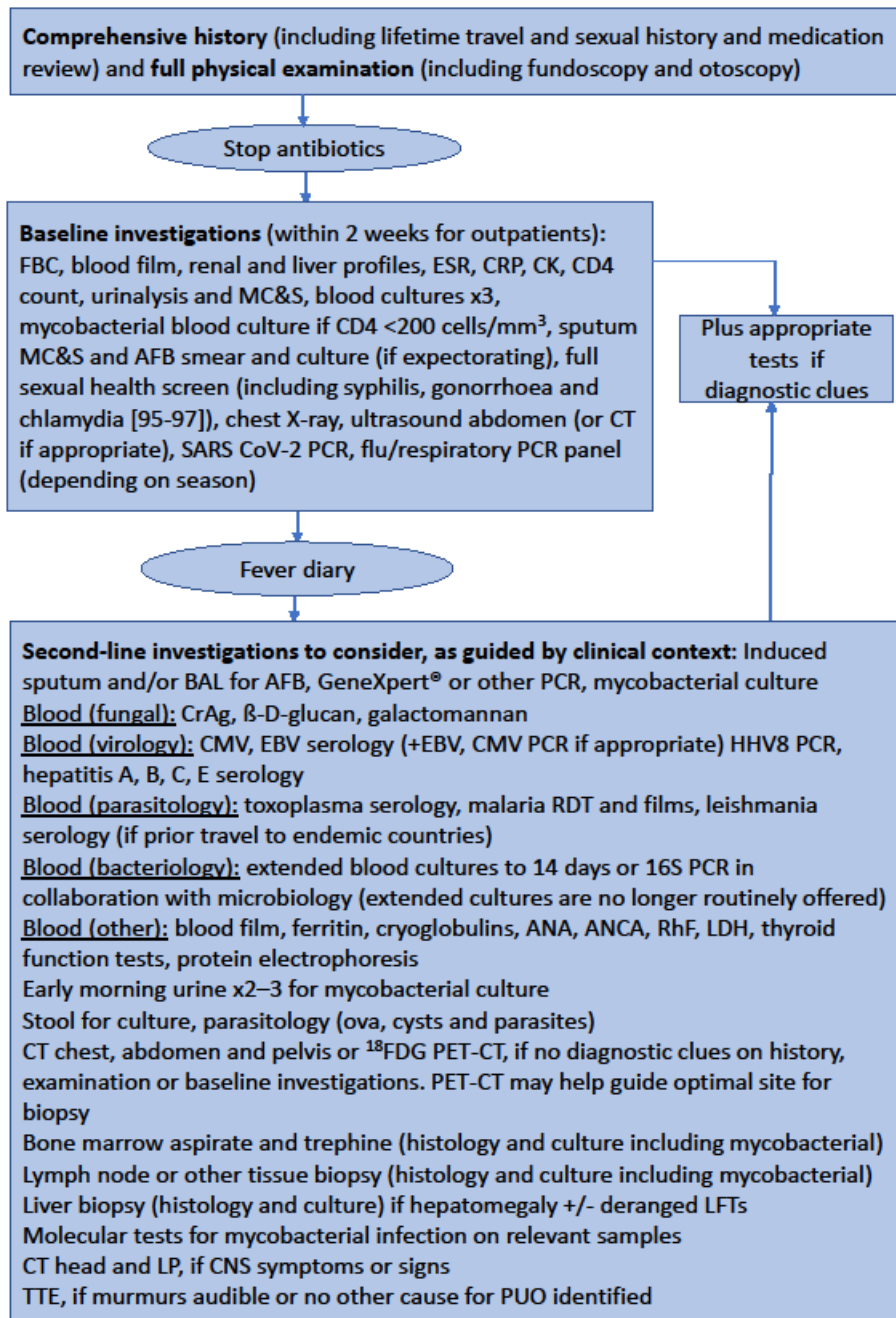 Comprehensive history (including lifetime travel and sexual history and medication
review) and full physical examination (including fundoscopy and otoscopy)
Stop antibiotics
Baseline investigations (within 2 weeks for outpatients):
FBC, blood film, renal and liver profiles, ESR, CRP, CK, CD4
count, urinalysis and MC&S, blood cultures x3,
mycobacterial blood culture if CD4 <200 cells/mm³, sputum
MC&S and AFB smear and culture (if expectorating), full
sexual health screen (including syphilis, gonorrhoea and
chlamydia [95-97]), chest X-ray, ultrasound abdomen (or CT
if appropriate), SARS CoV-2 PCR, flu/respiratory PCR panel
(depending on season)
Plus appropriate
tests if
diagnostic clues
Fever diary
Second-line investigations to consider, as guided by clinical context: Induced
sputum and/or BAL for AFB, GeneXpert® or other PCR, mycobacterial culture
Blood (fungal): CrAg, ß-D-glucan, galactomannan
Blood (virology): CMV, EBV serology (+EBV, CMV PCR if appropriate) HHV8 PCR,
hepatitis A, B, C, E serology
Blood (parasitology): toxoplasma serology, malaria RDT and films, leishmania
serology (if prior travel to endemic countries)
Blood (bacteriology): extended blood cultures to 14 days or 16S PCR in
collaboration with microbiology (extended cultures are no longer routinely offered)
Blood (other): blood film, ferritin, cryoglobulins, ANA, ANCA, RhF, LDH, thyroid
function tests, protein electrophoresis
Early morning urine x2–3 for mycobacterial culture
Stool for culture, parasitology (ova, cysts and parasites)
CT chest, abdomen and pelvis or ¹⁸FDG PET-CT, if no diagnostic clues on history,
examination or baseline investigations. PET-CT may help guide optimal site for
biopsy
Bone marrow aspirate and trephine (histology and culture including mycobacterial)
Lymph node or other tissue biopsy (histology and culture including mycobacterial)
Liver biopsy (histology and culture) if hepatomegaly +/- deranged LFTs
Molecular tests for mycobacterial infection on relevant samples
CT head and LP, if CNS symptoms or signs
TTE, if murmurs audible or no other cause for PUO identified